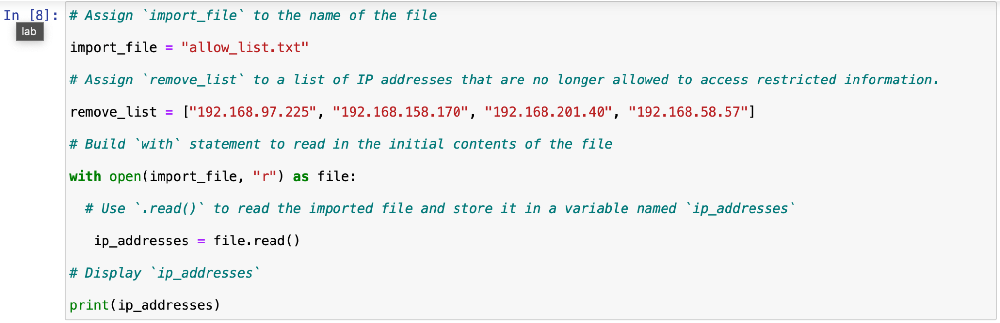 In [8]:
lab
# Assign `import_file` to the name of the file
import_file = "allow_list.txt"
# Assign `remove_list` to a list of IP addresses that are no longer allowed to access restricted information.
remove_list = ["192.168.97.225", "192.168.158.170", "192.168.201.40", "192.168.58.57"]
# Build `with` statement to read in the initial contents of the file
with open(import_file, "r") as file:
  # Use `.read()` to read the imported file and store it in a variable named `ip_addresses`
   ip_addresses = file.read()
# Display `ip_addresses`
print(ip_addresses)